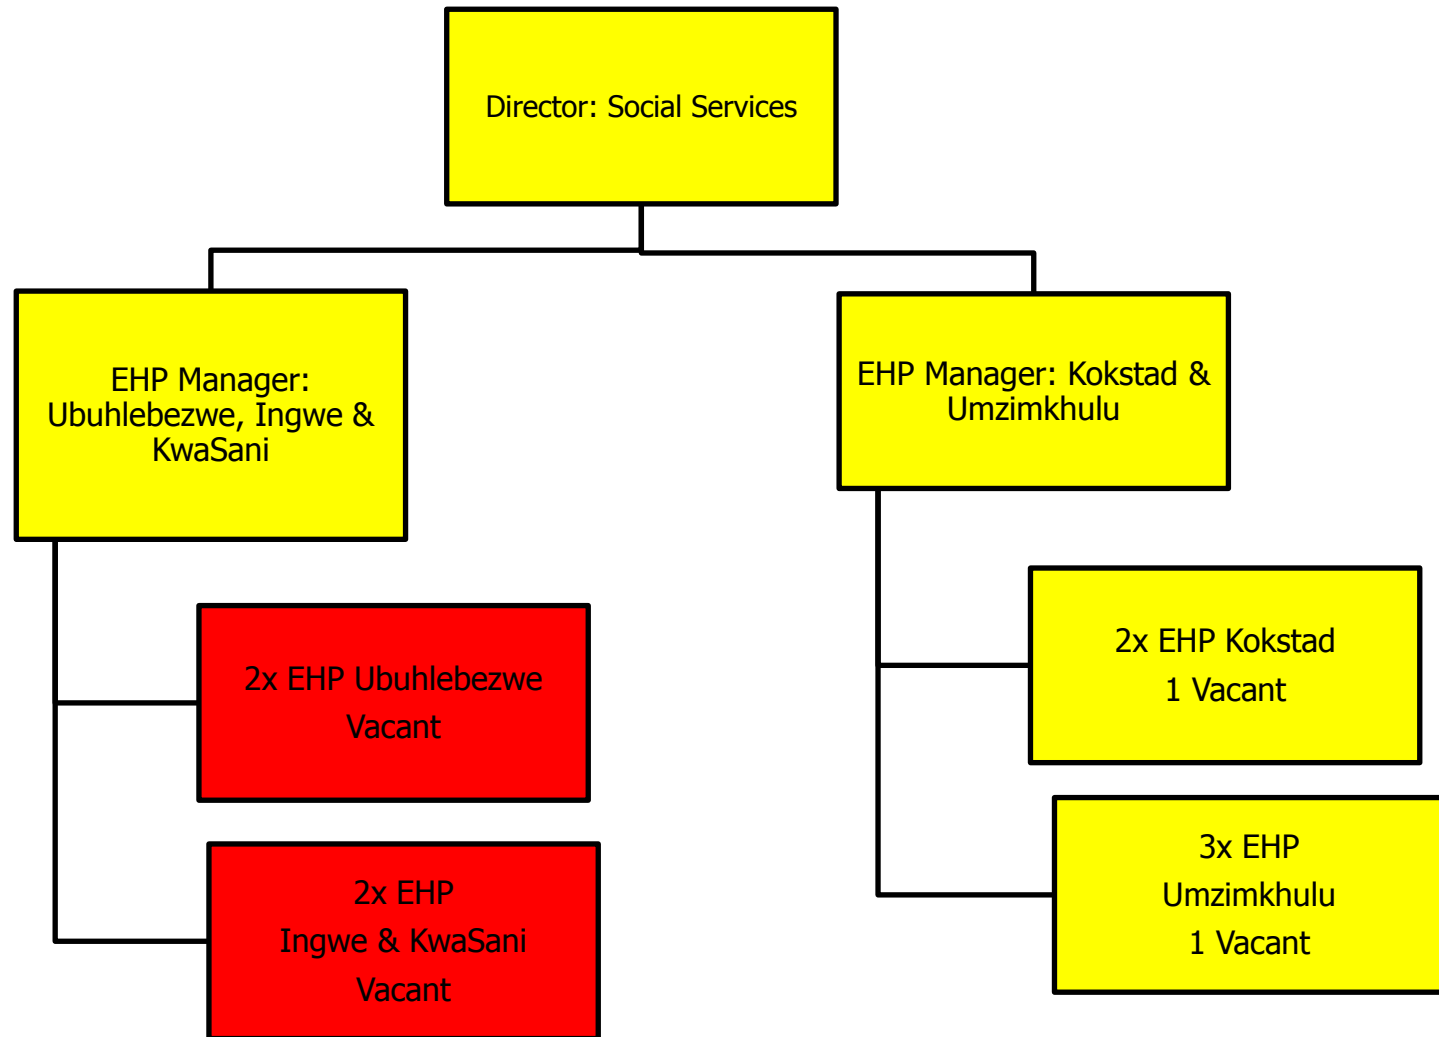 Director: Social Services
EHP Manager:
Ubuhlebezwe, Ingwe &
KwaSani
EHP Manager: Kokstad &
Umzimkhulu
2x EHP Ubuhlebezwe
Vacant
2x EHP
Ingwe & KwaSani
Vacant
2x EHP Kokstad
1 Vacant
3x EHP
Umzimkhulu
1 Vacant